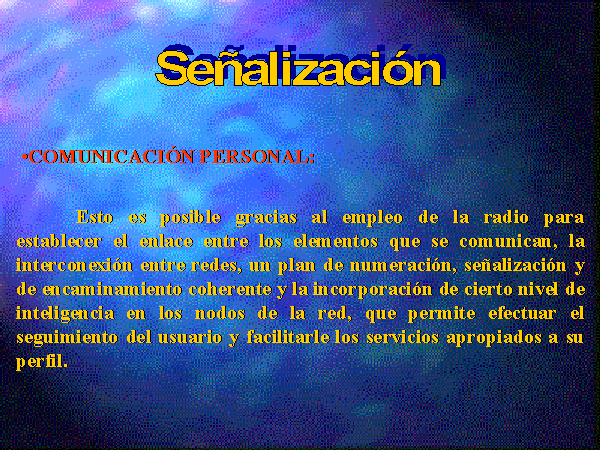 Señalización
•COMUNICACIÓN PERSONAL:
Esto es posible gracias al empleo de la radio para
establecer el enlace entre los elementos que se comunican, la
interconexión entre redes, un plan de numeración, señalización y
de encaminamiento coherente y la incorporación de cierto nivel de
inteligencia en los nodos de la red, que permite efectuar el
seguimiento del usuario y facilitarle los servicios apropiados a su
perfil.